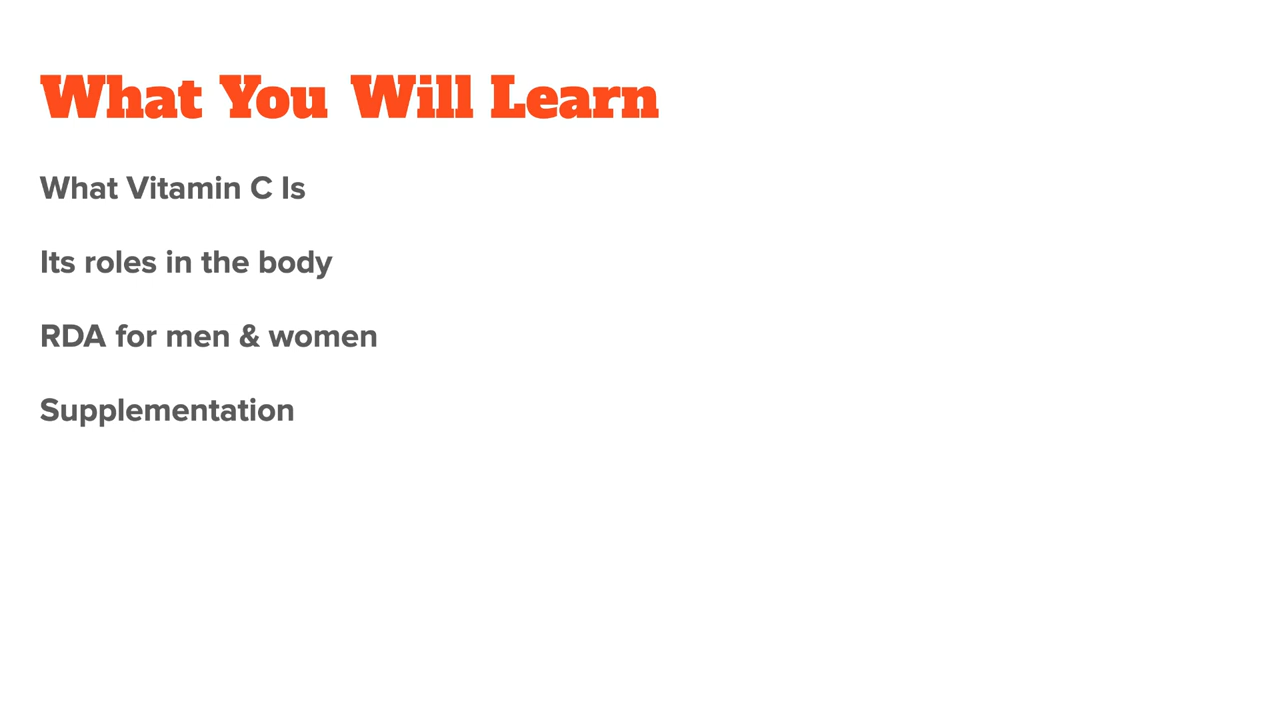 What You Will Learn
What Vitamin C Is
Its roles in the body
RDA for men & women
Supplementation